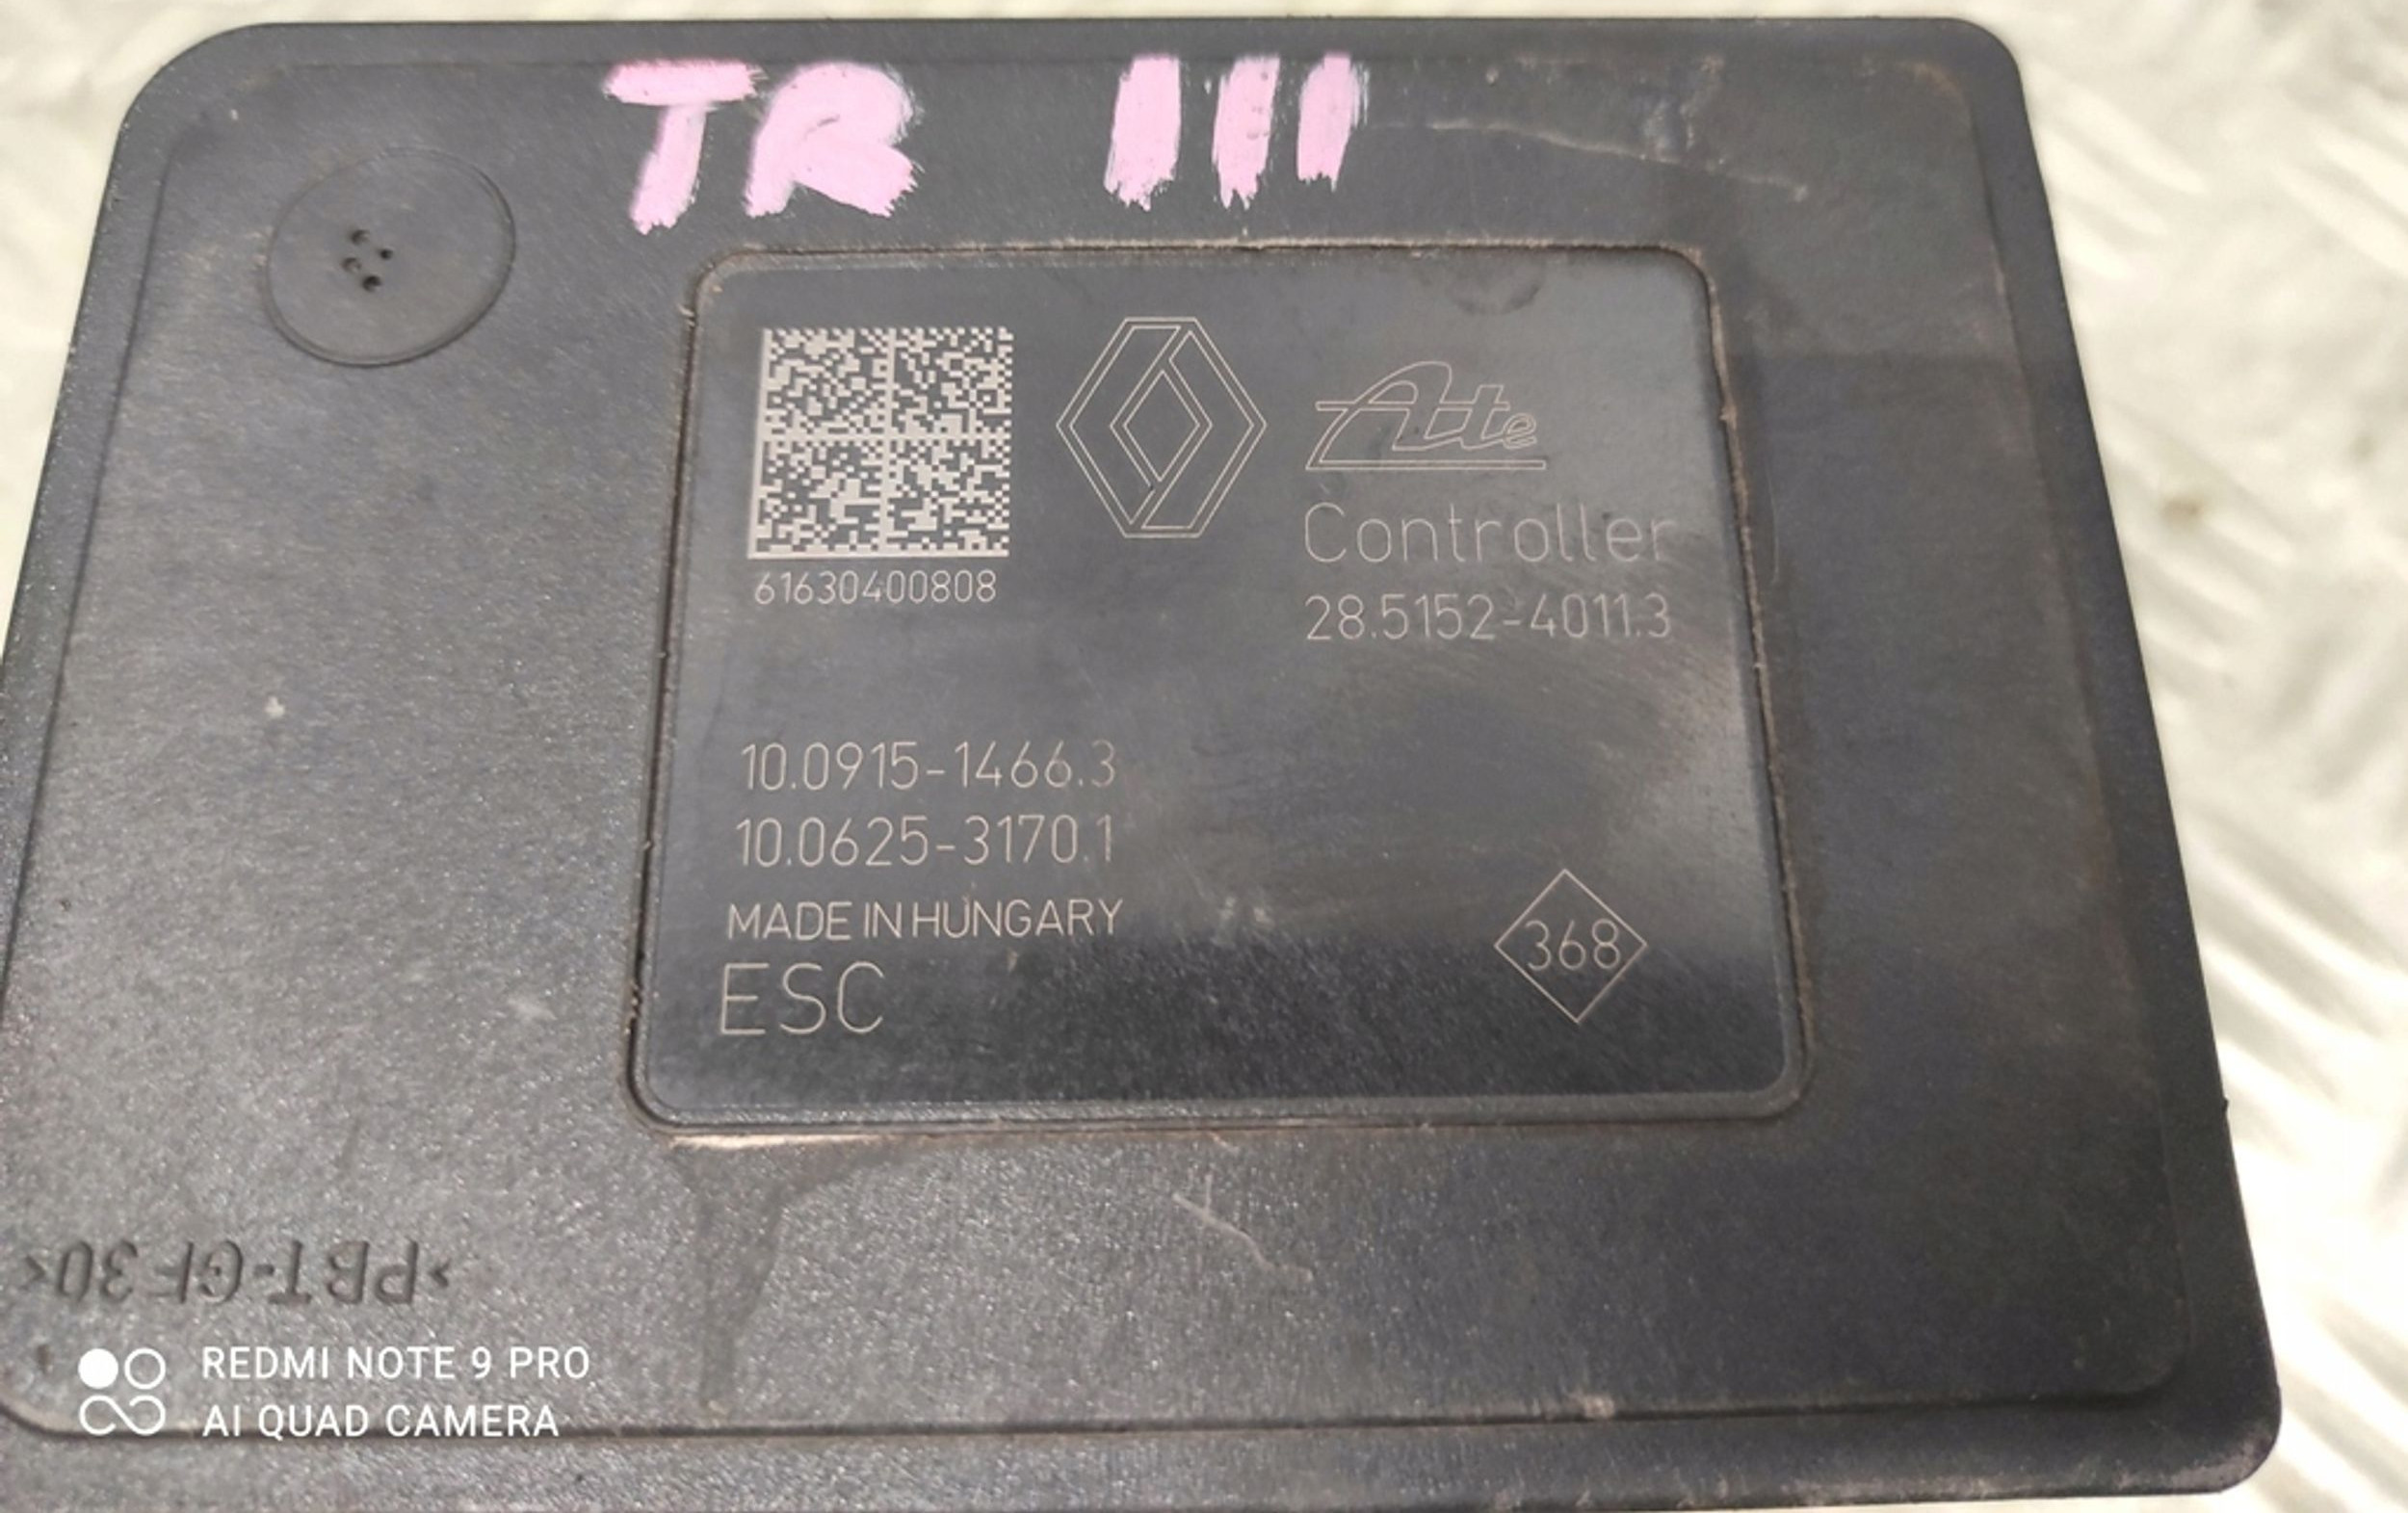 TR III
Ate
Controller
28.5152-4011.3
61630400808
10.0915-1466.3
10.0625-3170.1
MADE IN HUNGARY
ESC
368
>PBT-GF30<
REDMI NOTE 9 PRO
AI QUAD CAMERA